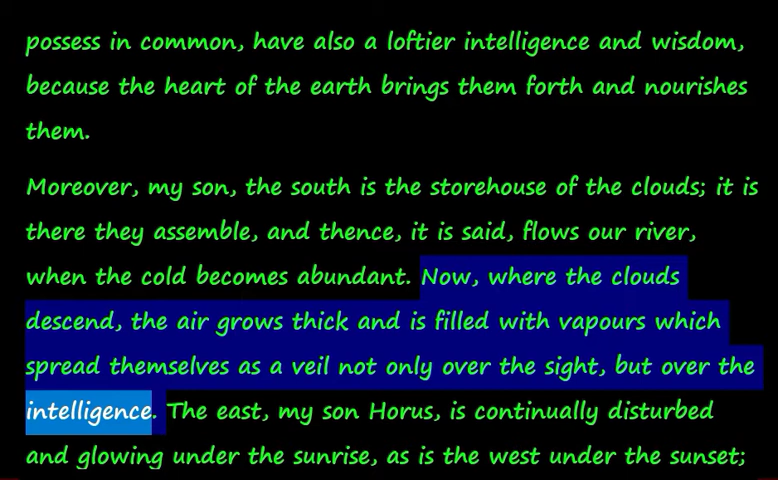 possess in common, have also a loftier intelligence and wisdom,
because the heart of the earth brings them forth and nourishes
them.
Moreover, my son, the south is the storehouse of the clouds; it is
there they assemble, and thence, it is said, flows our river,
when the cold becomes abundant. Now, where the clouds
descend, the air grows thick and is filled with vapours which
spread themselves as a veil not only over the sight, but over the
intelligence. The east, my son Horus, is continually disturbed
and glowing under the sunrise, as is the west under the sunset;